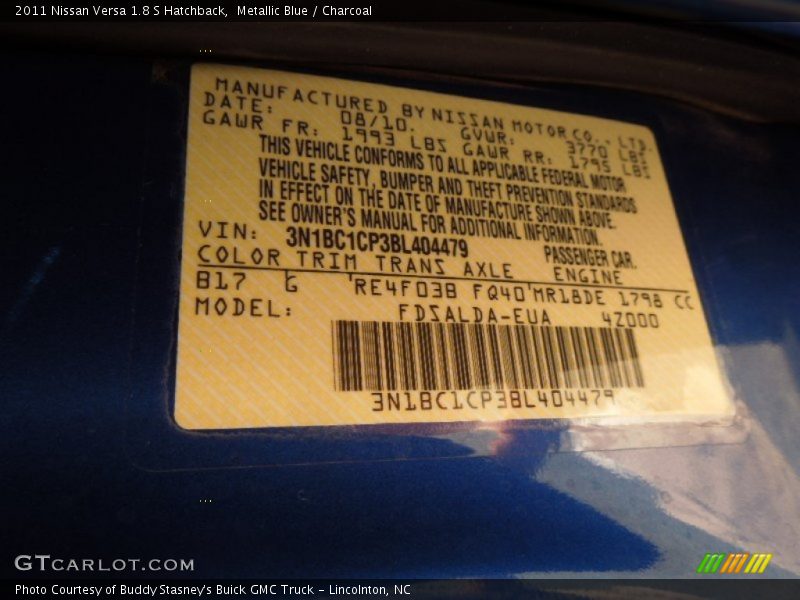 2011 Nissan Versa 1.8 S Hatchback, Metallic Blue / Charcoal
MANUFACTURED BY NISSAN MOTOR CO., LTD.
DATE: 08/10. GVWR: 3770 LBS
GAWR FR: 1993 LBS GAWR RR: 1795 LBS
THIS VEHICLE CONFORMS TO ALL APPLICABLE FEDERAL MOTOR
VEHICLE SAFETY, BUMPER AND THEFT PREVENTION STANDARDS
IN EFFECT ON THE DATE OF MANUFACTURE SHOWN ABOVE.
SEE OWNER'S MANUAL FOR ADDITIONAL INFORMATION.
VIN: 3N1BC1CP3BL404479 PASSENGER CAR.
COLOR TRIM TRANS AXLE ENGINE
B17 G RE4F03B FQ40 MR18DE 1798 CC
MODEL: FDSALDA-EUA 4Z000
3N1BC1CP3BL404479
GTCARLOT.COM
Photo Courtesy of Buddy Stasney's Buick GMC Truck - Lincolnton, NC